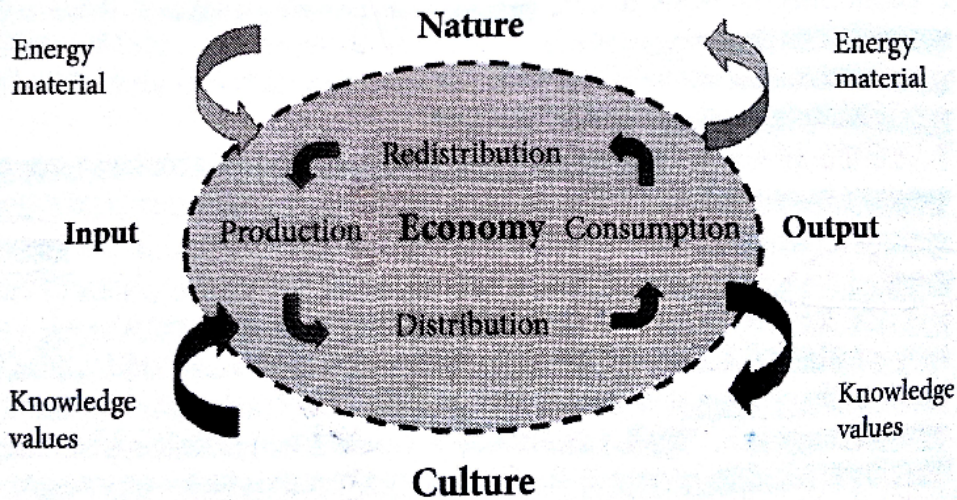 Nature
Energy
material
Energy
material
Redistribution
Input
Production
Economy
Consumption
Output
Distribution
Knowledge
values
Knowledge
values
Culture